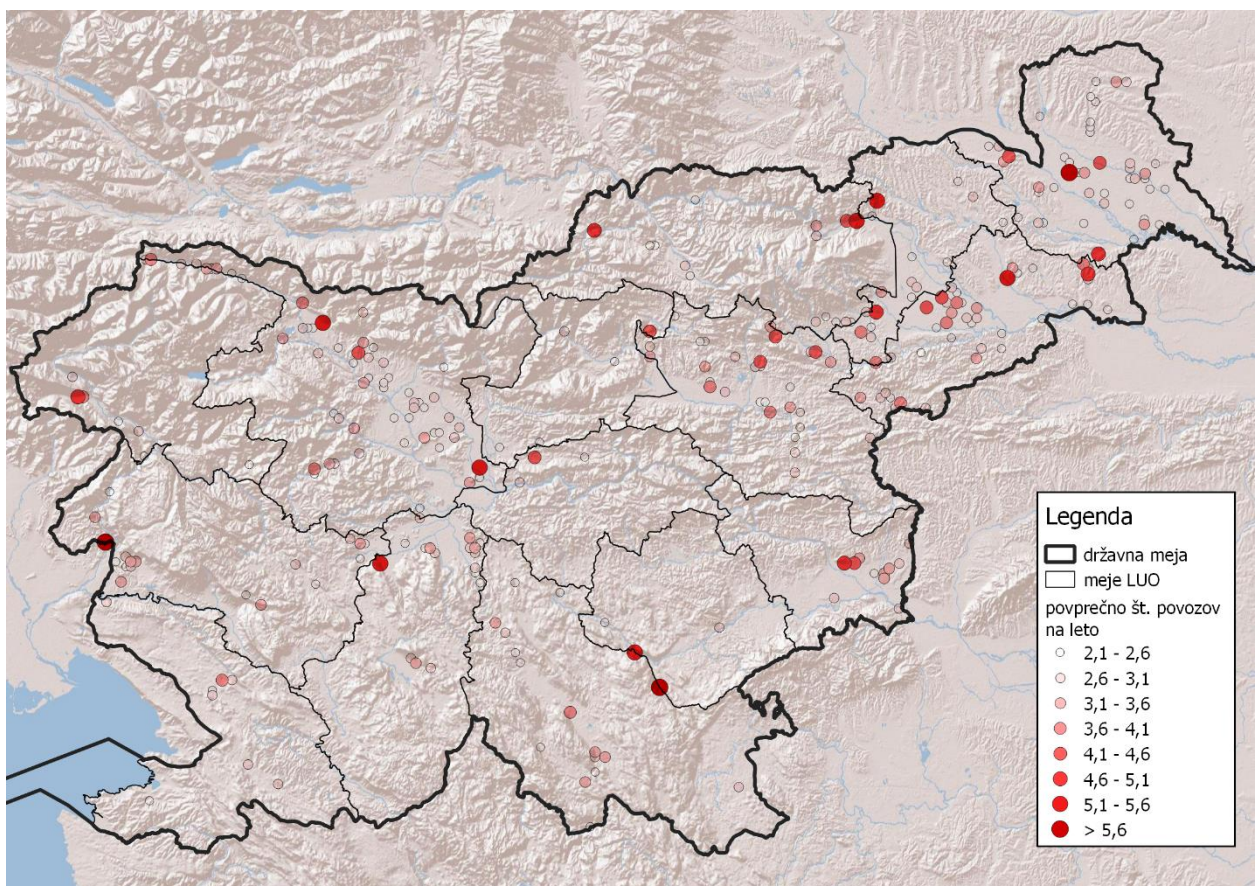 Legenda
državna meja
meje LUO
povprečno št. povozov
na leto
2,1 - 2,6
2,6 - 3,1
3,1 - 3,6
3,6 - 4,1
4,1 - 4,6
4,6 - 5,1
5,1 - 5,6
> 5,6